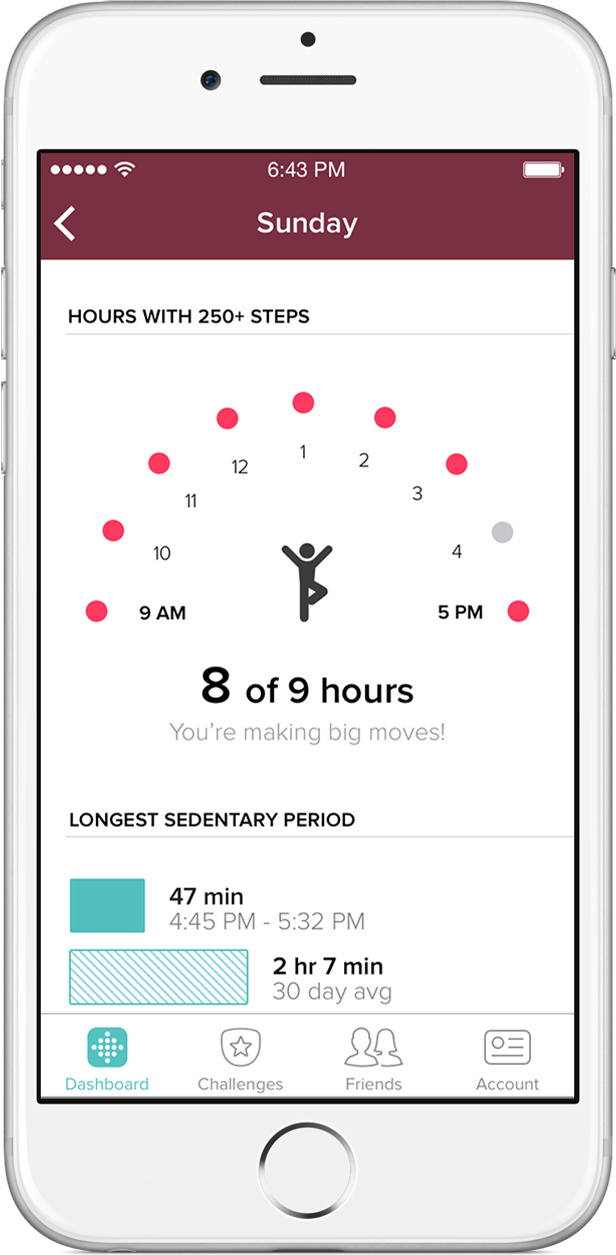 6:43 PM
Sunday
HOURS WITH 250+ STEPS
1
12
2
11
3
10
4
9 AM
5 PM
8 of 9 hours
You're making big moves!
LONGEST SEDENTARY PERIOD
47 min
4:45 PM - 5:32 PM
2 hr 7 min
30 day avg
Dashboard
Challenges
Friends
Account